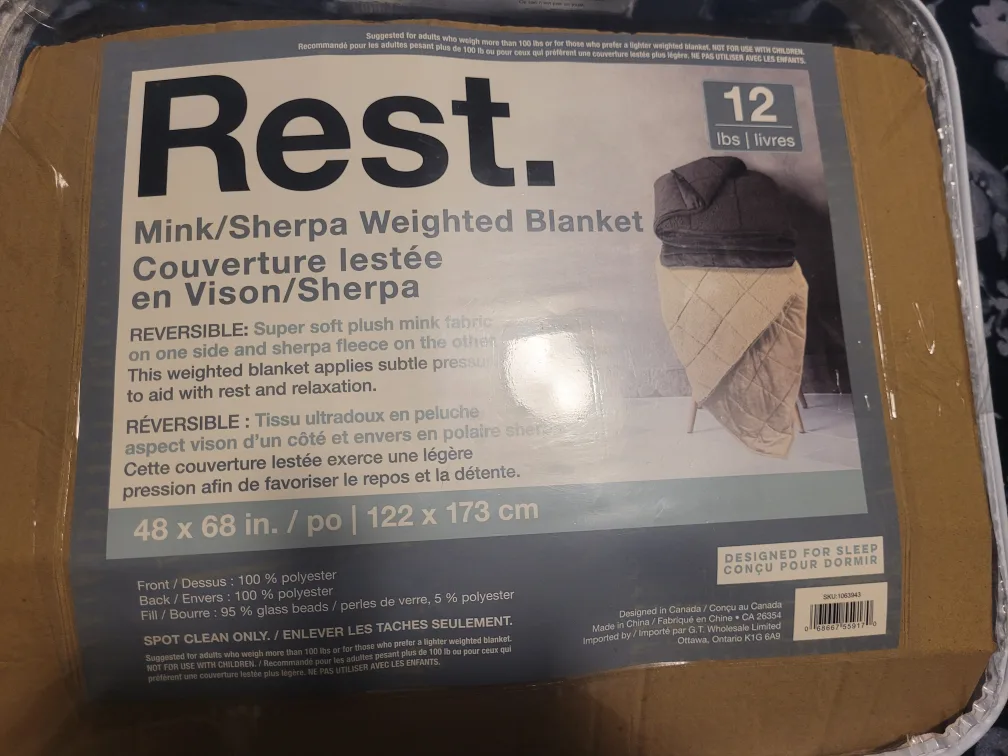 Suggested for adults who weigh more than 100 lbs or for those who prefer a lighter weighted blanket. NOT FOR USE WITH CHILDREN.
Recommandé pour les adultes pesant plus de 100 lb ou pour ceux qui préfèrent une couverture lestée plus légère. NE PAS UTILISER AVEC LES ENFANTS.
Rest.
12
lbs | livres
Mink/Sherpa Weighted Blanket
Couverture lestée
en Vison/Sherpa
REVERSIBLE: Super soft plush mink fabric
on one side and sherpa fleece on the other
This weighted blanket applies subtle pressu
to aid with rest and relaxation.
RÉVERSIBLE : Tissu ultradoux en peluche
aspect vison d'un côté et envers en polaire sher
Cette couverture lestée exerce une légère
pression afin de favoriser le repos et la détente.
48 x 68 in. / po | 122 x 173 cm
DESIGNED FOR SLEEP
CONÇU POUR DORMIR
Front / Dessus : 100 % polyester
Back / Envers : 100 % polyester
Fill / Bourre : 95 % glass beads / perles de verre, 5 % polyester
SPOT CLEAN ONLY. / ENLEVER LES TACHES SEULEMENT.
Suggested for adults who weigh more than 100 lbs or for those who prefer a lighter weighted blanket.
NOT FOR USE WITH CHILDREN. / Recommandé pour les adultes pesant plus de 100 lb ou pour ceux qui
préfèrent une couverture lestée plus légère. NE PAS UTILISER AVEC LES ENFANTS.
Designed in Canada / Conçu au Canada
Made in China / Fabriqué en Chine • CA 26354
Imported by / Importé par G.T. Wholesale Limited
Ottawa, Ontario K1G 6A9
SKU:1063943
0 68667 55917 0